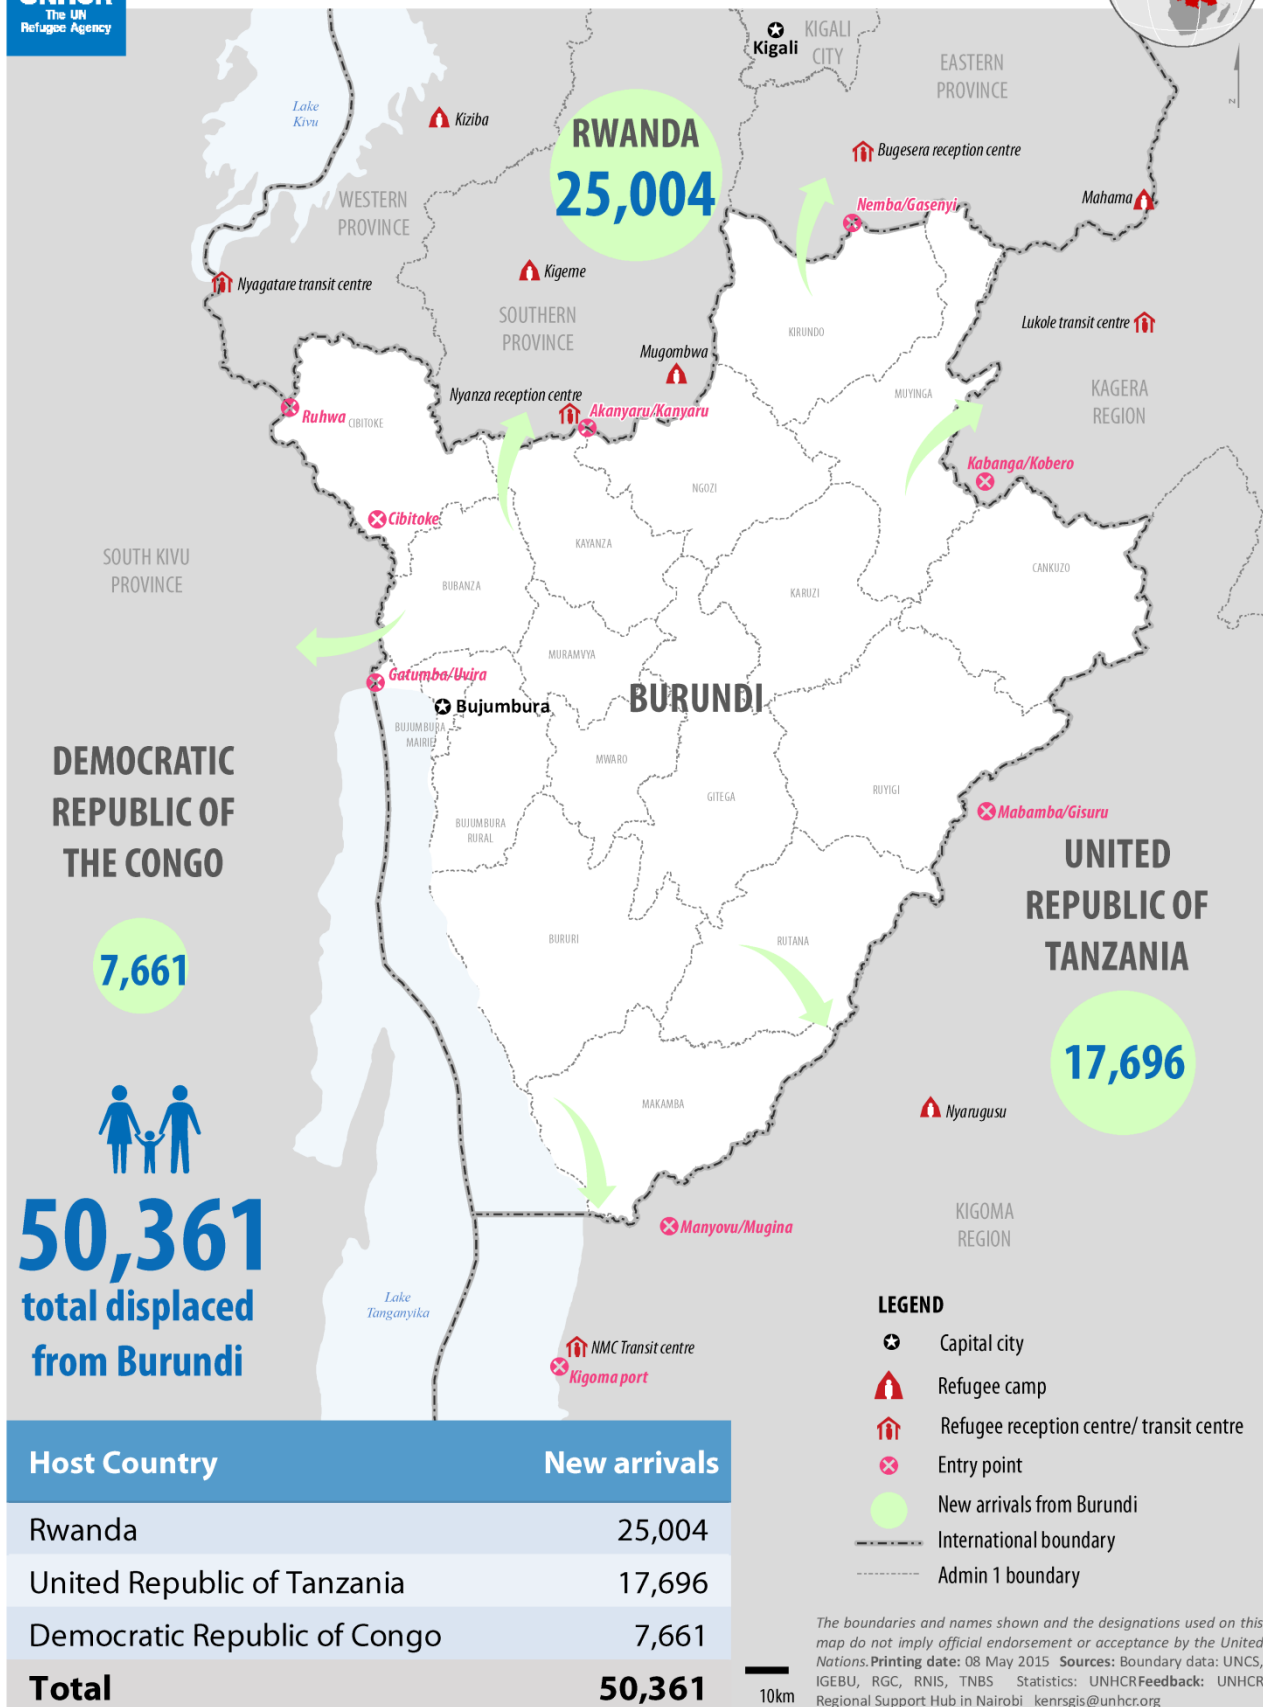 UNHCR
The UN
Refugee Agency
Kigali
KIGALI
CITY
EASTERN
PROVINCE
N
Lake
Kivu
Kiziba
RWANDA
25,004
Bugesera reception centre
WESTERN
PROVINCE
Nemba/Gasenyi
Mahama
Nyagatare transit centre
Kigeme
SOUTHERN
PROVINCE
KIRUNDO
Lukole transit centre
Mugombwa
Nyanza reception centre
Akanyaru/Kanyaru
MUYINGA
KAGERA
REGION
Ruhwa
CIBITOKE
Kabanga/Kobero
NGOZI
Cibitoke
SOUTH KIVU
PROVINCE
KAYANZA
BUBANZA
KARUZI
CANKUZO
MURAMVYA
Gatumba/Uvira
BURUNDI
Bujumbura
BUJUMBURA
MAIRIE
DEMOCRATIC
REPUBLIC OF
THE CONGO
MWARO
GITEGA
RUYIGI
Mabamba/Gisuru
BUJUMBURA
RURAL
UNITED
REPUBLIC OF
TANZANIA
7,661
BURURI
RUTANA
17,696
MAKAMBA
Nyarugusu
50,361
total displaced
from Burundi
Manyovu/Mugina
KIGOMA
REGION
Lake
Tanganyika
NMC Transit centre
Kigoma port
LEGEND
Capital city
Refugee camp
Refugee reception centre/ transit centre
Entry point
New arrivals from Burundi
International boundary
Admin 1 boundary
Host Country New arrivals
Rwanda 25,004
United Republic of Tanzania 17,696
Democratic Republic of Congo 7,661
Total 50,361
10km
The boundaries and names shown and the designations used on this
map do not imply official endorsement or acceptance by the United
Nations. Printing date: 08 May 2015 Sources: Boundary data: UNCS,
IGEBU, RGC, RNIS, TNBS Statistics: UNHCR Feedback: UNHCR
Regional Support Hub in Nairobi kenrsgis@unhcr.org